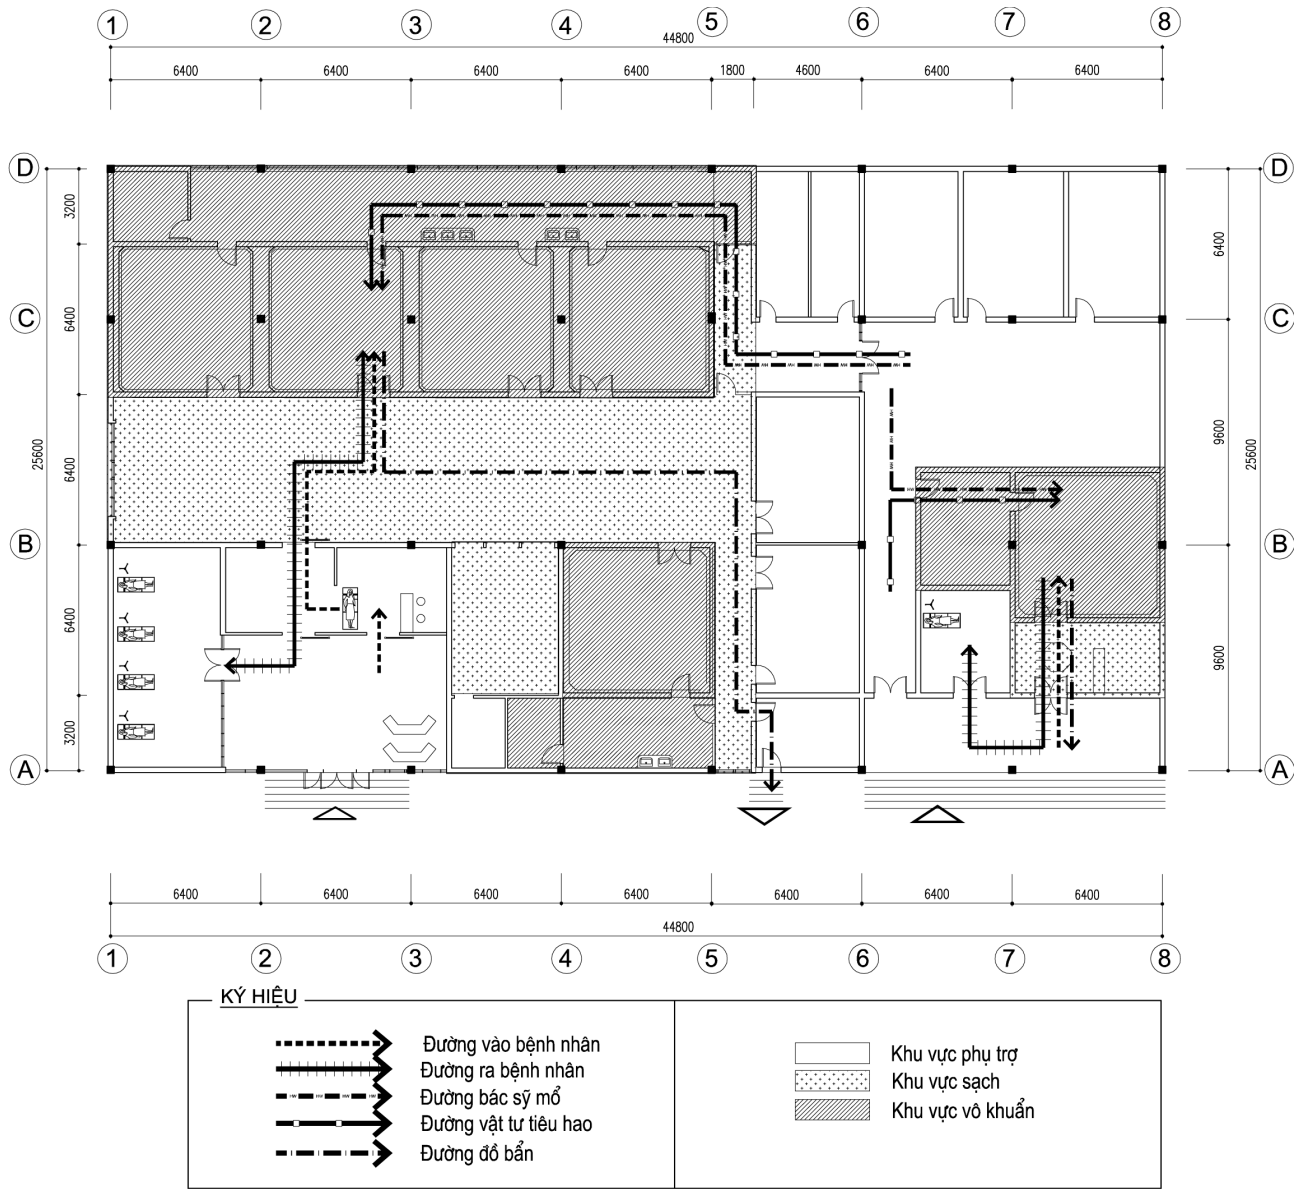 1 2 3 4 5 6 7 8
44800
6400 6400 6400 6400 1800 4600 6400 6400
D D
3200
6400
C C
6400
25600 6400 9600 25600
B B
6400
9600
3200
A A
6400 6400 6400 6400 6400 6400 6400
44800
1 2 3 4 5 6 7 8
KÝ HIỆU
Đường vào bệnh nhân
Đường ra bệnh nhân
Đường bác sỹ mổ
Đường vật tư tiêu hao
Đường đồ bẩn
Khu vực phụ trợ
Khu vực sạch
Khu vực vô khuẩn